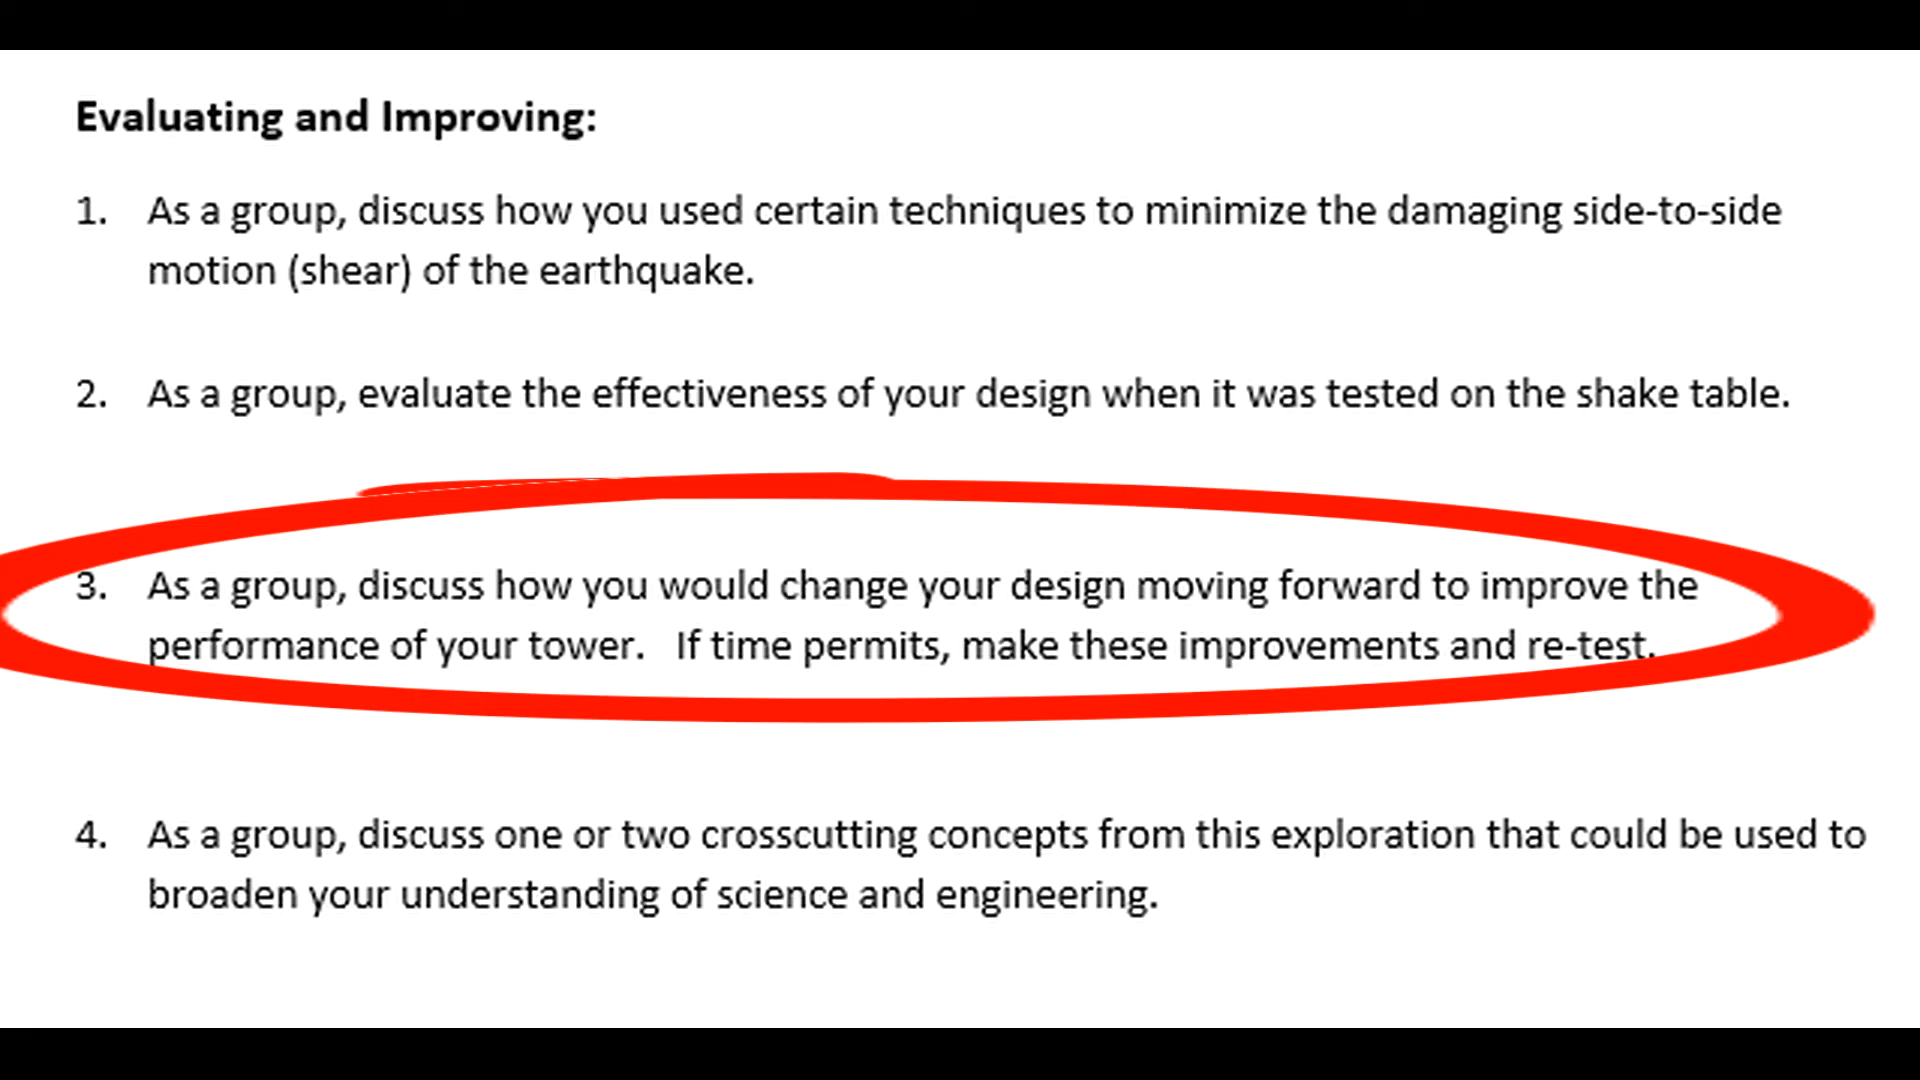 Evaluating and Improving:
1. As a group, discuss how you used certain techniques to minimize the damaging side-to-side
motion (shear) of the earthquake.
2. As a group, evaluate the effectiveness of your design when it was tested on the shake table.
3. As a group, discuss how you would change your design moving forward to improve the
performance of your tower.   If time permits, make these improvements and re-test.
4. As a group, discuss one or two crosscutting concepts from this exploration that could be used to
broaden your understanding of science and engineering.